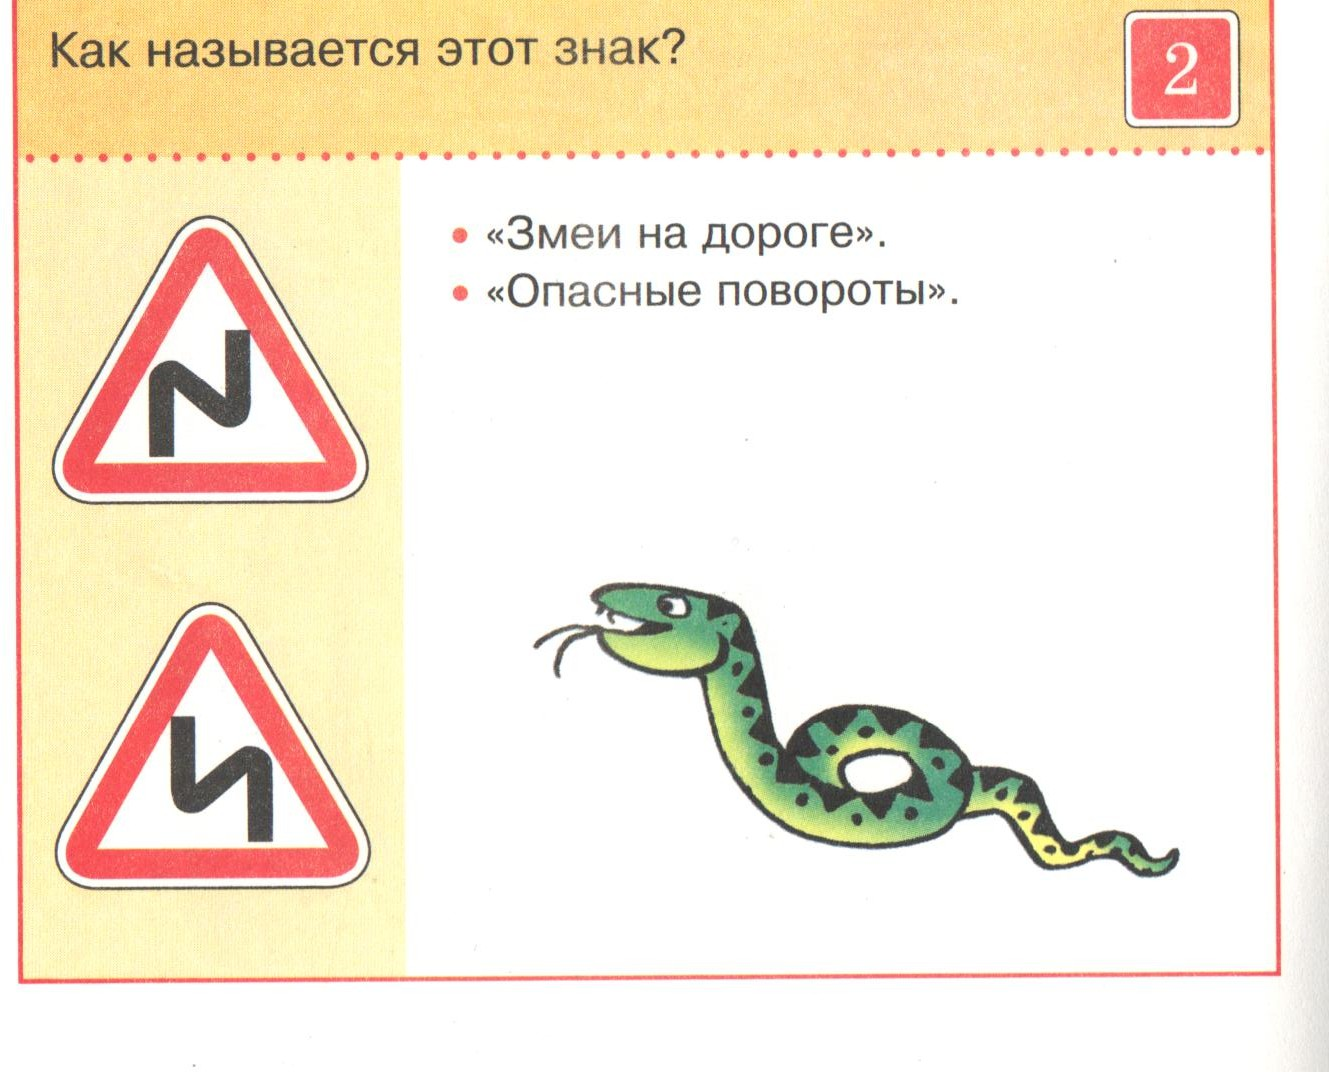 Как называется этот знак?
2
• «Змеи на дороге».
• «Опасные повороты».